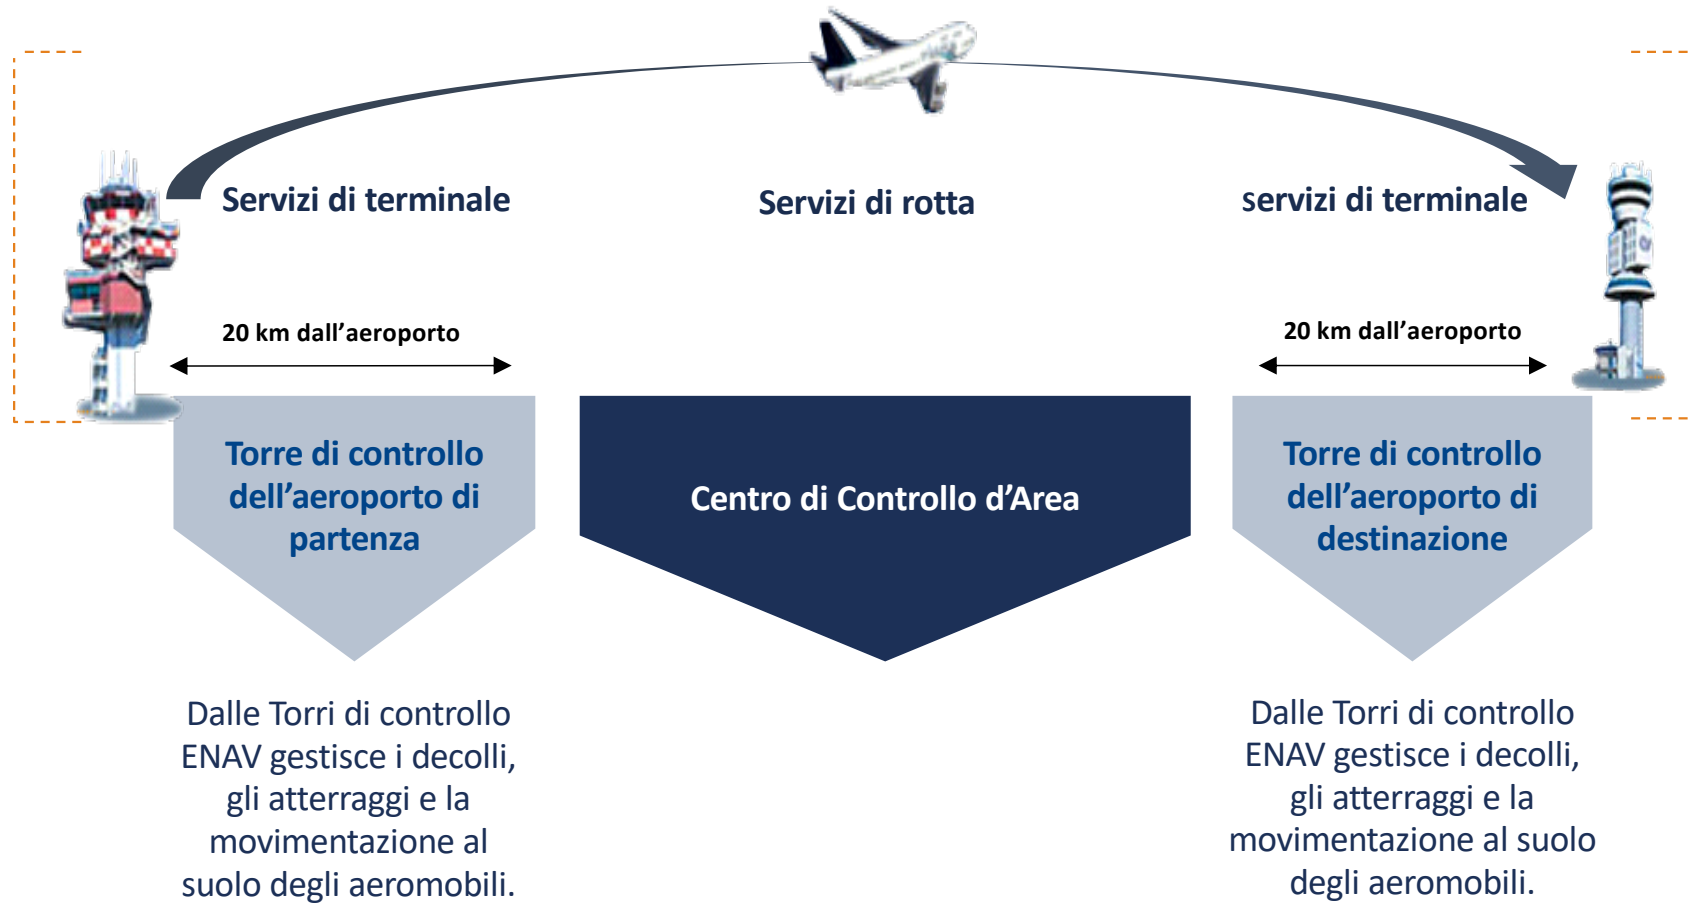 Servizi di terminale
Servizi di rotta
servizi di terminale
20 km dall’aeroporto
20 km dall’aeroporto
Torre di controllo
dell’aeroporto di
partenza
Centro di Controllo d’Area
Torre di controllo
dell’aeroporto di
destinazione
Dalle Torri di controllo
ENAV gestisce i decolli,
gli atterraggi e la
movimentazione al
suolo degli aeromobili.
Dalle Torri di controllo
ENAV gestisce i decolli,
gli atterraggi e la
movimentazione al suolo
degli aeromobili.